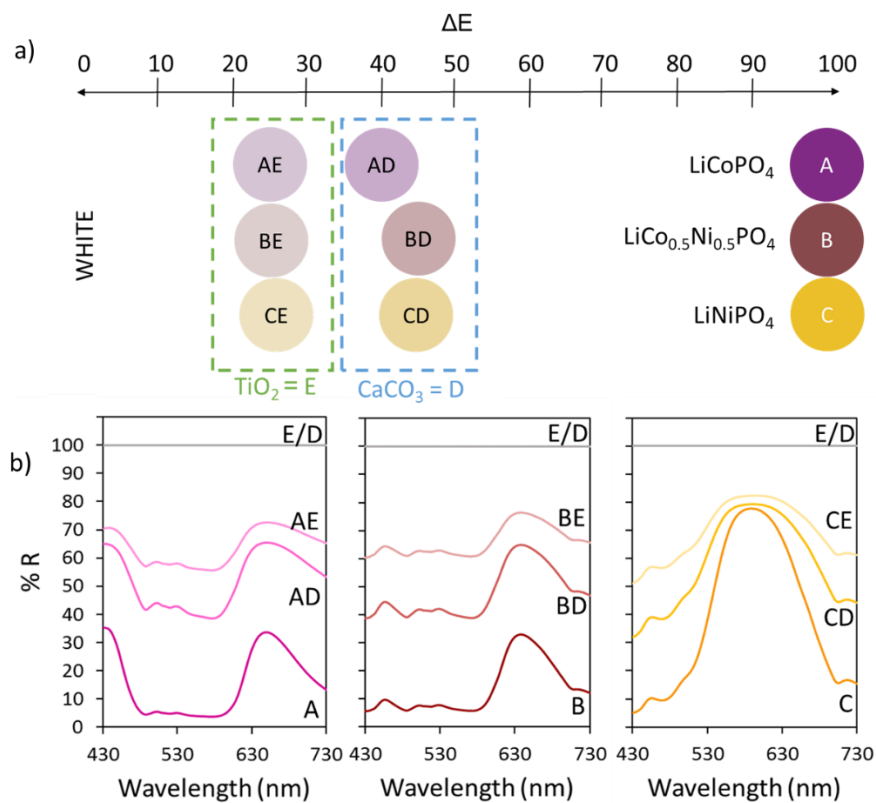 ΔE
a)
0 10 20 30 40 50 60 70 80 90 100
WHITE
AE AD LiCoPO₄ A
BE BD LiCo₀.₅Ni₀.₅PO₄ B
CE CD LiNiPO₄ C
TiO₂ = E CaCO₃ = D
b)
% R
100
90
80
70
60
50
40
30
20
10
0
E/D
AE
AD
A
430 530 630 730
Wavelength (nm)
E/D
BE
BD
B
430 530 630 730
Wavelength (nm)
E/D
CE
CD
C
430 530 630 730
Wavelength (nm)